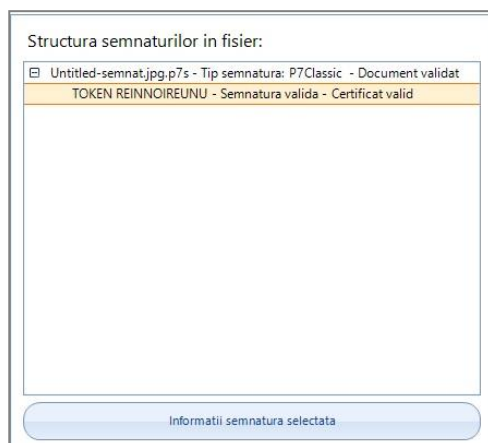 Structura semnaturilor in fisier:
Untitled-semnat.jpg.p7s - Tip semnatura: P7Classic - Document validat
TOKEN REINNOIREUNU - Semnatura valida - Certificat valid
Informatii semnatura selectata